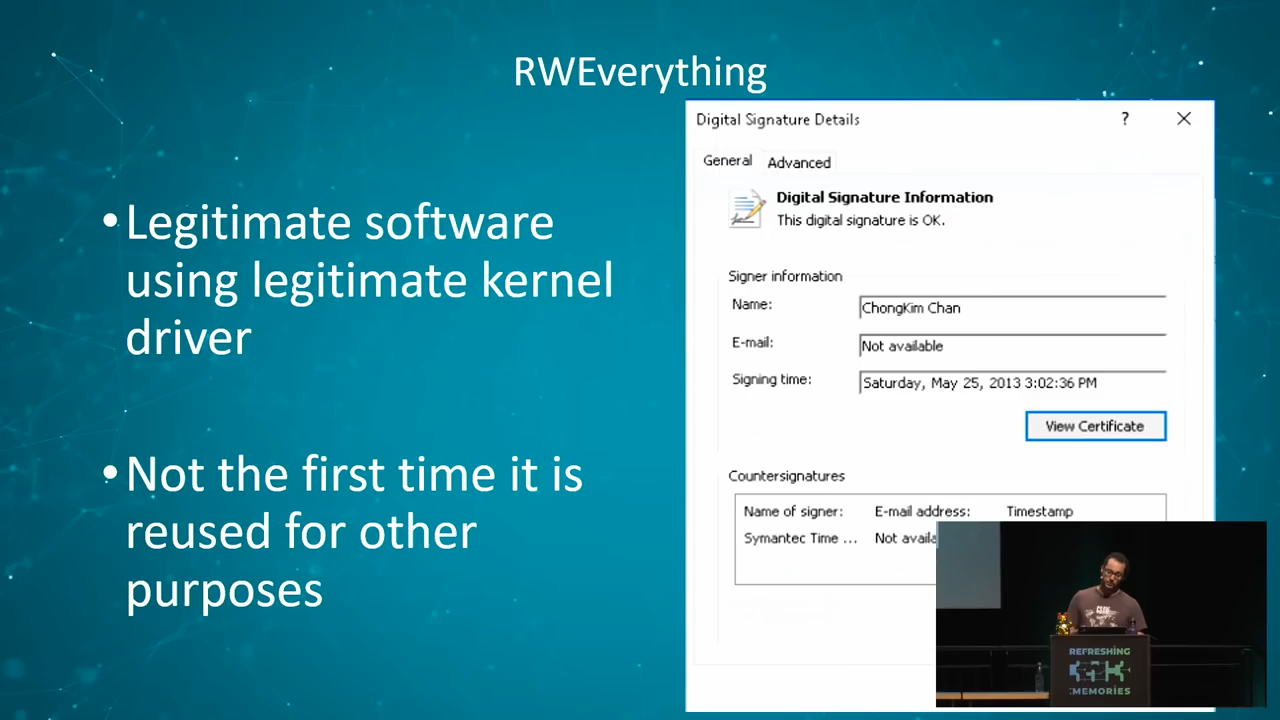 RWEverything
•Legitimate software
using legitimate kernel
driver
•Not the first time it is
reused for other
purposes
Digital Signature Details
?
General
Advanced
Digital Signature Information
This digital signature is OK.
Signer information
Name:
ChongKim Chan
E-mail:
Not available
Signing time:
Saturday, May 25, 2013 3:02:36 PM
View Certificate
Countersignatures
Name of signer: E-mail address: Timestamp
Symantec Time ... Not availa
REFRESHING
MEMORIES